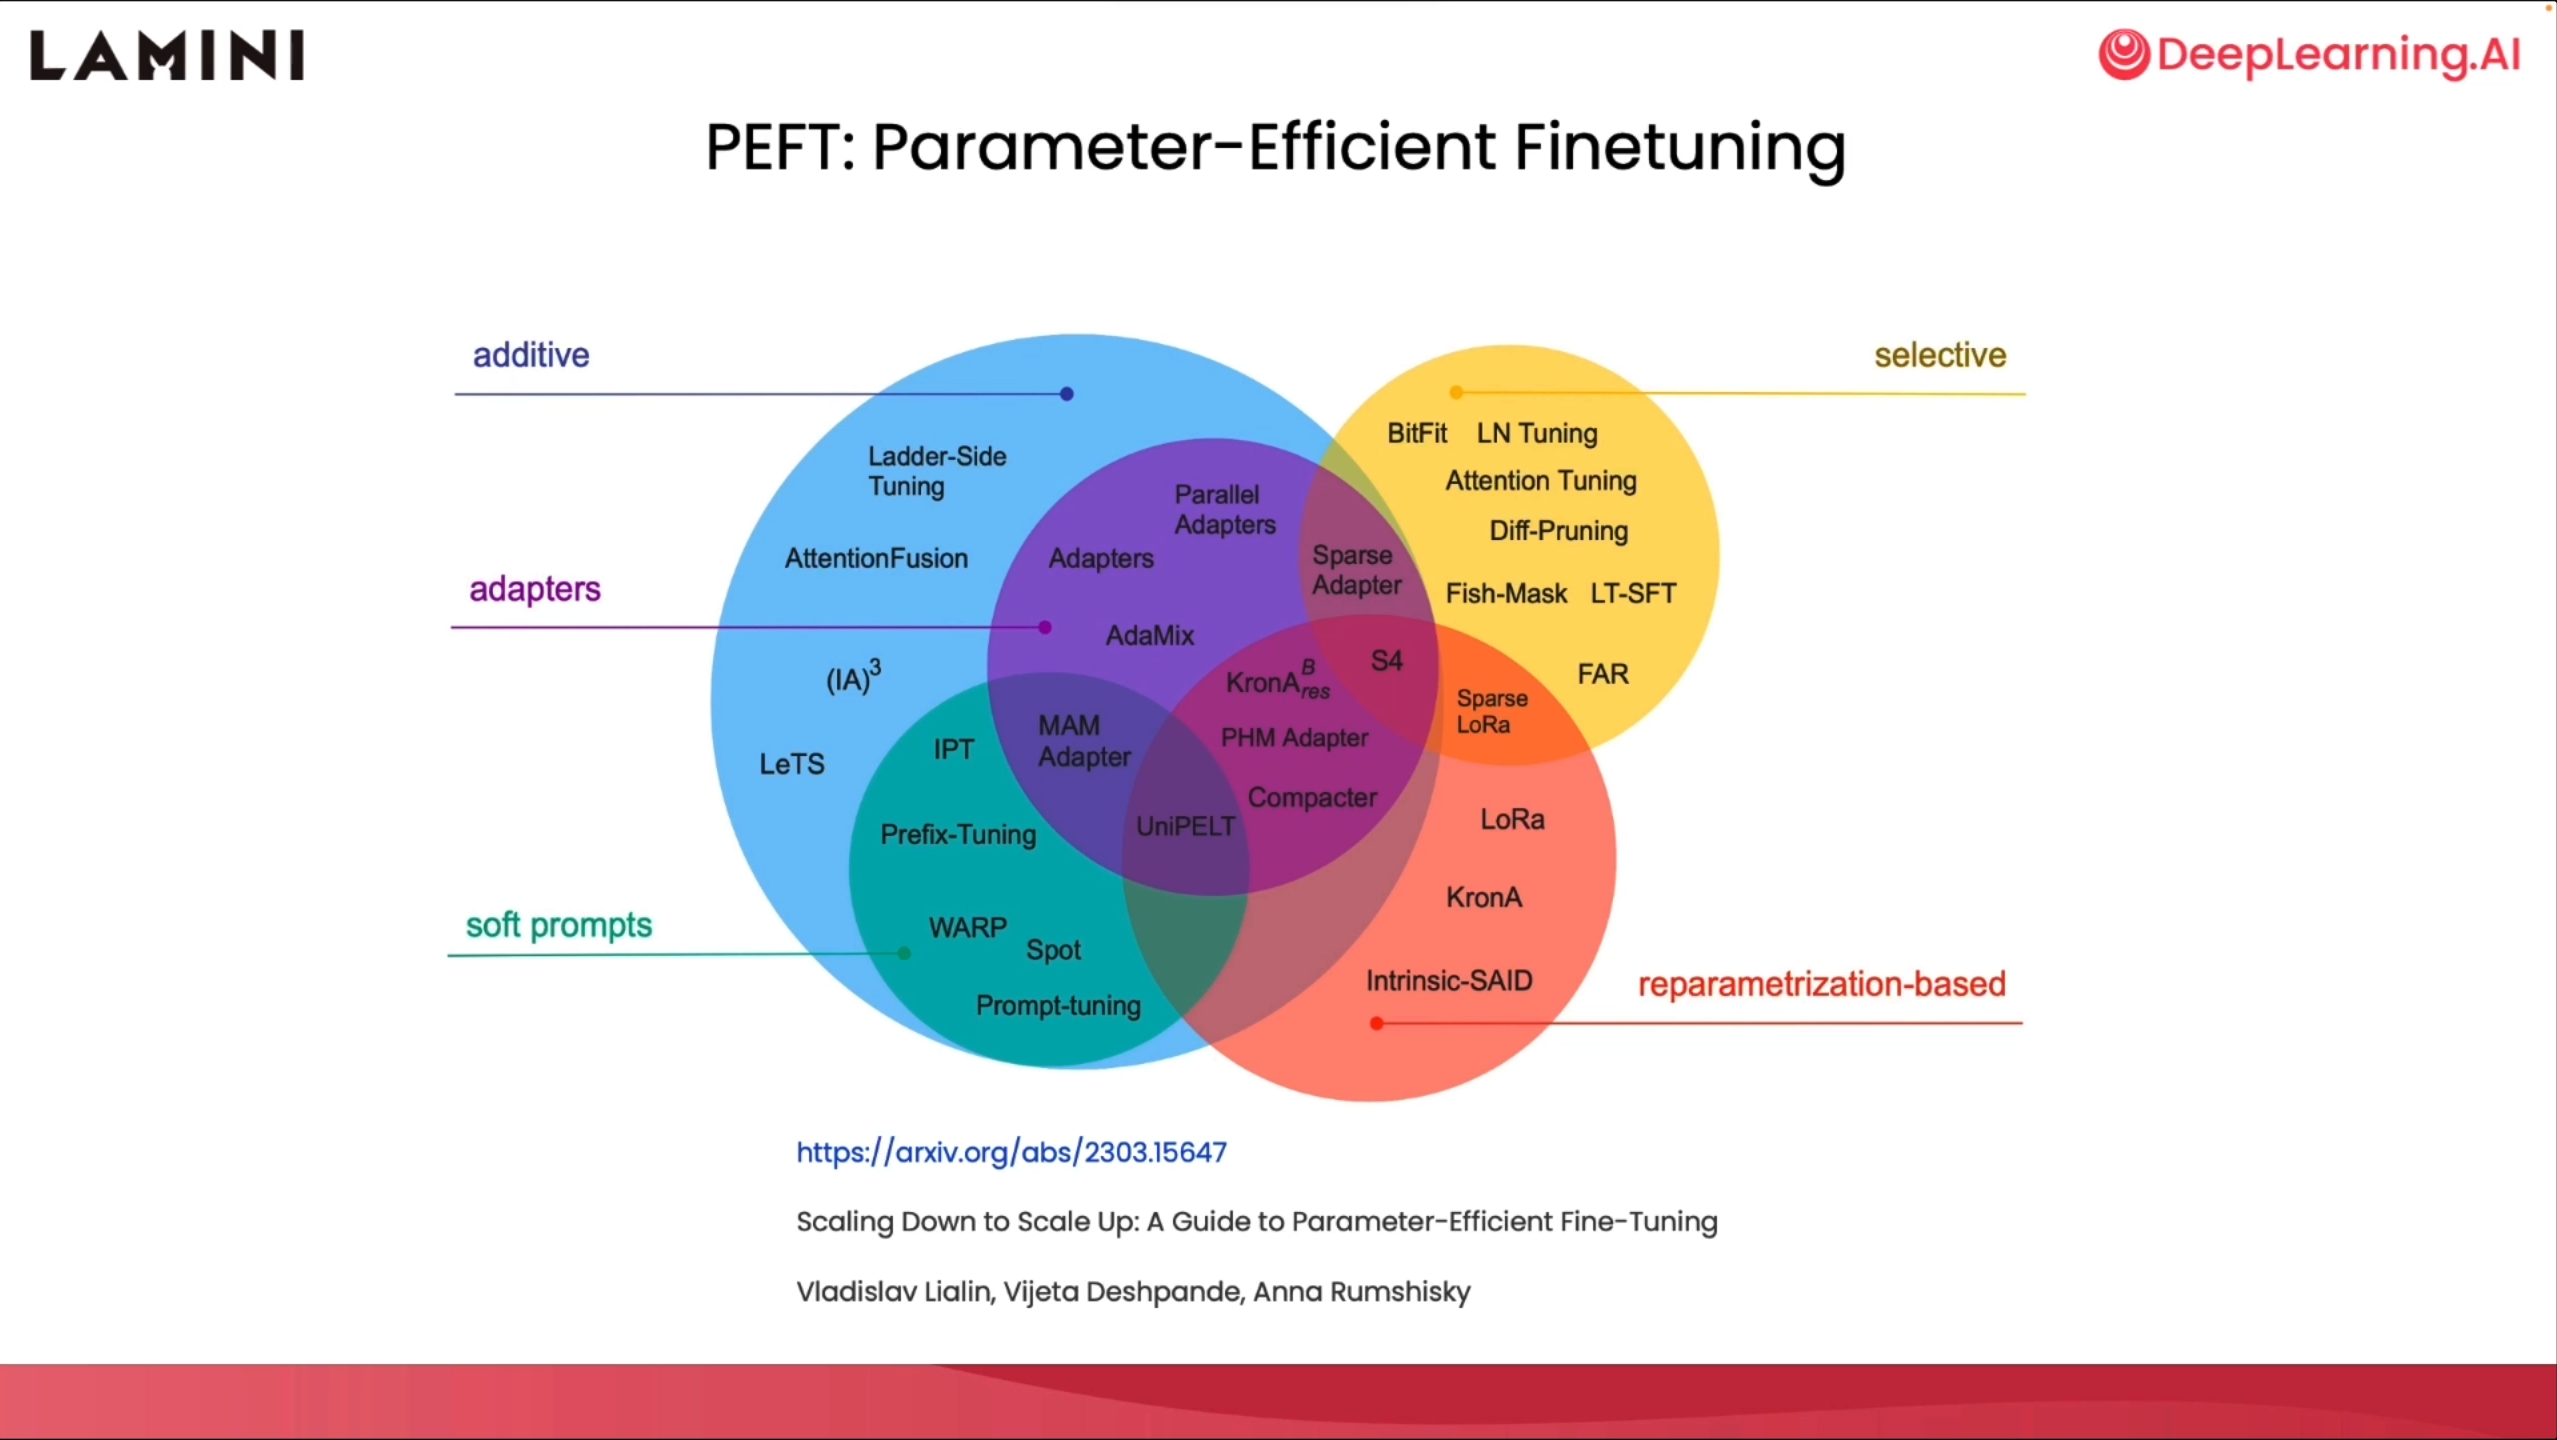 LAMINI
DeepLearning.AI
PEFT: Parameter-Efficient Finetuning
additive
selective
adapters
soft prompts
reparametrization-based
Ladder-Side
Tuning
AttentionFusion
(IA)³
LeTS
Parallel
Adapters
Adapters
AdaMix
Sparse
Adapter
BitFit LN Tuning
Attention Tuning
Diff-Pruning
Fish-Mask LT-SFT
FAR
S4
Sparse
LoRa
KronA B res
PHM Adapter
Compacter
MAM
Adapter
UniPELT
IPT
Prefix-Tuning
WARP
Spot
Prompt-tuning
LoRa
KronA
Intrinsic-SAID
https://arxiv.org/abs/2303.15647
Scaling Down to Scale Up: A Guide to Parameter-Efficient Fine-Tuning
Vladislav Lialin, Vijeta Deshpande, Anna Rumshisky